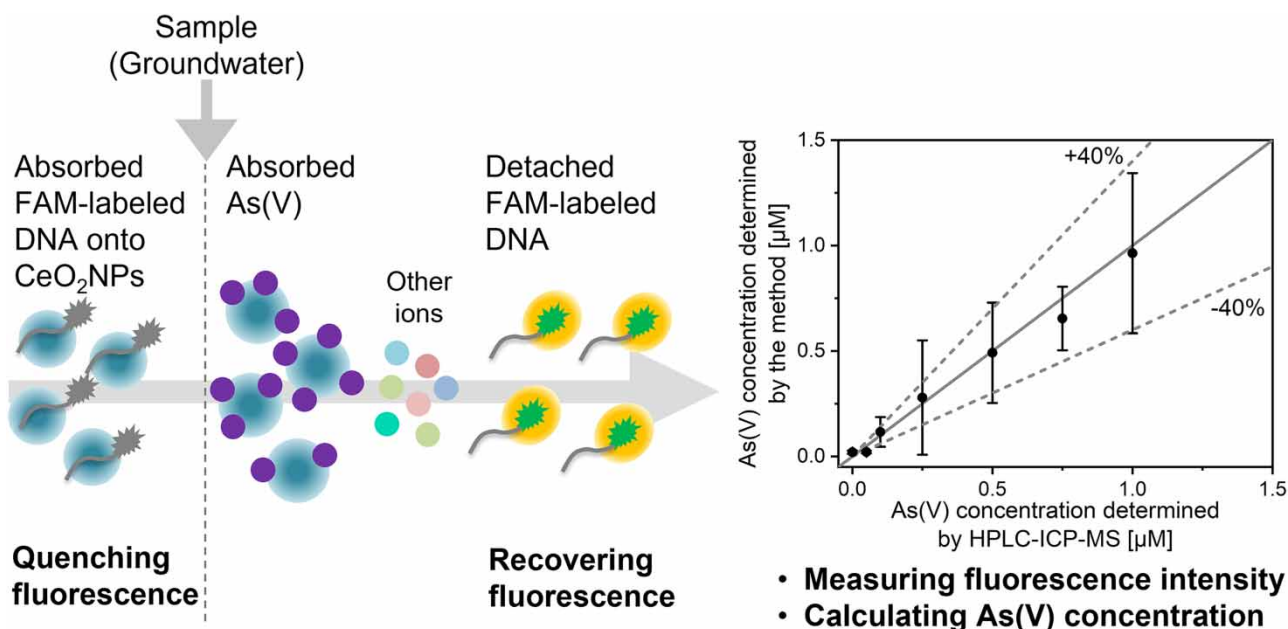 Sample
(Groundwater)
Absorbed
FAM-labeled
DNA onto
CeO₂NPs
Absorbed
As(V)
Other
ions
Detached
FAM-labeled
DNA
Quenching
fluorescence
Recovering
fluorescence
As(V) concentration determined
by the method [µM]
1.5
1.0
0.5
0.0
+40%
-40%
0.0 0.5 1.0 1.5
As(V) concentration determined
by HPLC-ICP-MS [µM]
• Measuring fluorescence intensity
• Calculating As(V) concentration